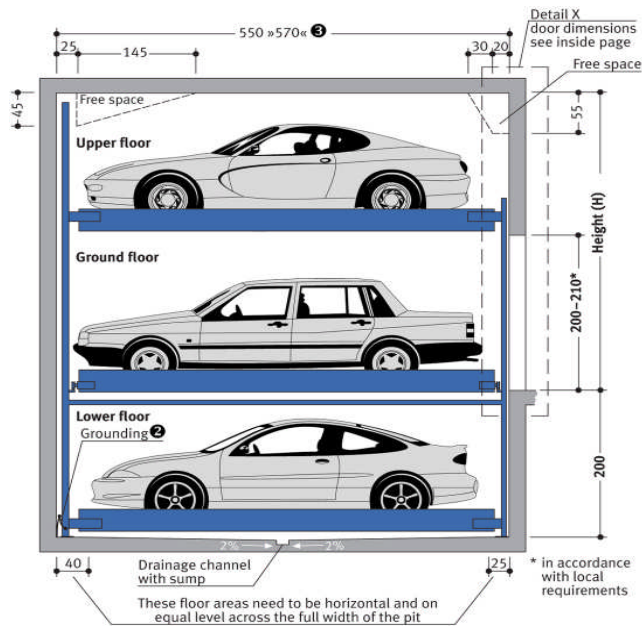 550 »570« ❸
25
145
30
20
Detail X
door dimensions
see inside page
Free space
45
Free space
55
Upper floor
Height (H)
Ground floor
200–210*
Lower floor
Grounding ❷
200
2%
2%
40
Drainage channel
with sump
25
* in accordance
with local
requirements
These floor areas need to be horizontal and on
equal level across the full width of the pit